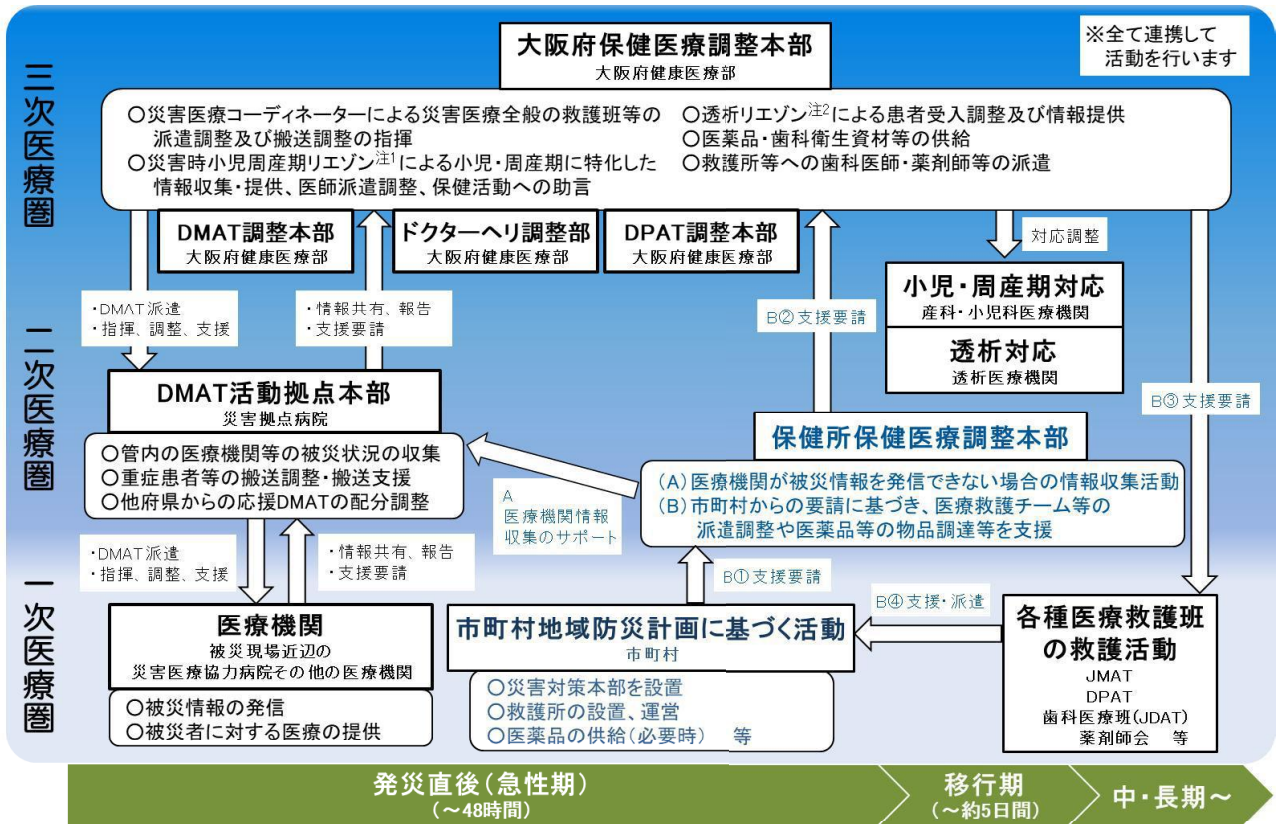 大阪府保健医療調整本部
大阪府健康医療部
※全て連携して
活動を行います
三次医療圏
〇災害医療コーディネーターによる災害医療全般の救護班等の
派遣調整及び搬送調整の指揮
〇災害時小児周産期リエゾン注1による小児・周産期に特化した
情報収集・提供、医師派遣調整、保健活動への助言
〇透析リエゾン注2による患者受入調整及び情報提供
〇医薬品・歯科衛生資材等の供給
〇救護所等への歯科医師・薬剤師等の派遣
DMAT調整本部
大阪府健康医療部
ドクターヘリ調整部
大阪府健康医療部
DPAT調整本部
大阪府健康医療部
対応調整
・DMAT派遣
・指揮、調整、支援
・情報共有、報告
・支援要請
B②支援要請
小児・周産期対応
産科・小児科医療機関
透析対応
透析医療機関
B③支援要請
二次医療圏
DMAT活動拠点本部
災害拠点病院
〇管内の医療機関等の被災状況の収集
〇重症患者等の搬送調整・搬送支援
〇他府県からの応援DMATの配分調整
保健所保健医療調整本部
(A)医療機関が被災情報を発信できない場合の情報収集活動
(B)市町村からの要請に基づき、医療救護チーム等の
派遣調整や医薬品等の物品調達等を支援
A
医療機関情報
収集のサポート
・DMAT派遣
・指揮、調整、支援
・情報共有、報告
・支援要請
B①支援要請
B④支援・派遣
一次医療圏
医療機関
被災現場近辺の
災害医療協力病院その他の医療機関
〇被災情報の発信
〇被災者に対する医療の提供
市町村地域防災計画に基づく活動
市町村
〇災害対策本部を設置
〇救護所の設置、運営
〇医薬品の供給(必要時) 等
各種医療救護班
の救護活動
JMAT
DPAT
歯科医療班(JDAT)
薬剤師会 等
発災直後(急性期)
(～48時間)
移行期
(～約5日間)
中・長期～